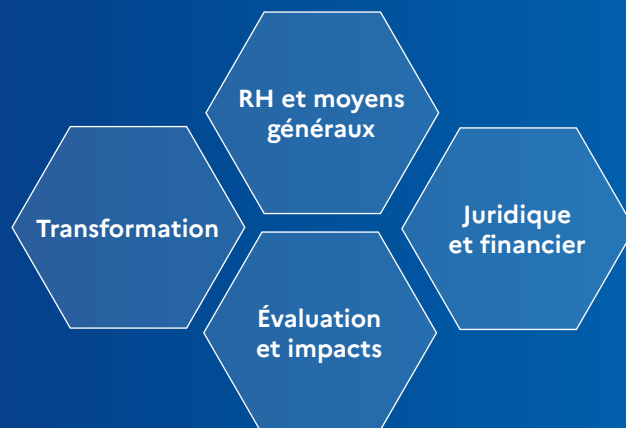 RH et moyens
généraux
Transformation
Juridique
et financier
Évaluation
et impacts